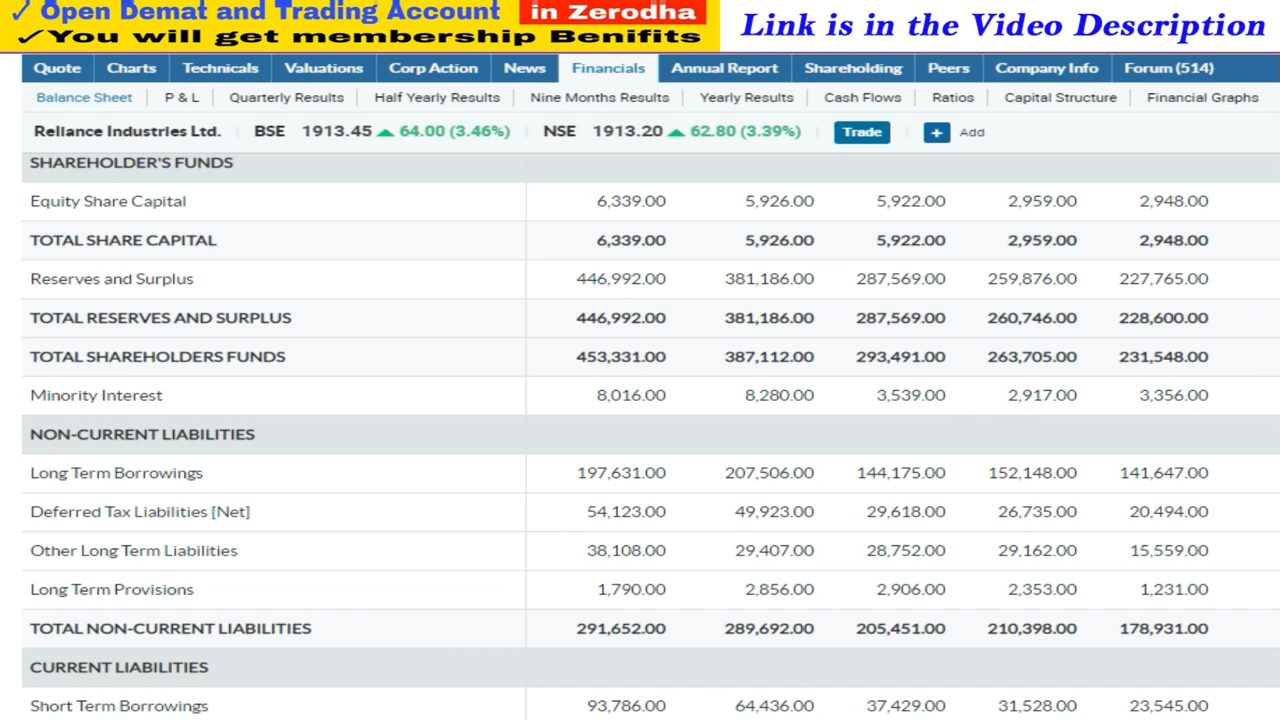 ✓ Open Demat and Trading Account in Zerodha
✓You will get membership Benifits
Link is in the Video Description
Quote Charts Technicals Valuations Corp Action News Financials Annual Report Shareholding Peers Company Info Forum (514)
Balance Sheet P & L Quarterly Results Half Yearly Results Nine Months Results Yearly Results Cash Flows Ratios Capital Structure Financial Graphs
Reliance Industries Ltd. BSE 1913.45 64.00 (3.46%) NSE 1913.20 62.80 (3.39%) Trade + Add
SHAREHOLDER'S FUNDS
Equity Share Capital 6,339.00 5,926.00 5,922.00 2,959.00 2,948.00
TOTAL SHARE CAPITAL 6,339.00 5,926.00 5,922.00 2,959.00 2,948.00
Reserves and Surplus 446,992.00 381,186.00 287,569.00 259,876.00 227,765.00
TOTAL RESERVES AND SURPLUS 446,992.00 381,186.00 287,569.00 260,746.00 228,600.00
TOTAL SHAREHOLDERS FUNDS 453,331.00 387,112.00 293,491.00 263,705.00 231,548.00
Minority Interest 8,016.00 8,280.00 3,539.00 2,917.00 3,356.00
NON-CURRENT LIABILITIES
Long Term Borrowings 197,631.00 207,506.00 144,175.00 152,148.00 141,647.00
Deferred Tax Liabilities [Net] 54,123.00 49,923.00 29,618.00 26,735.00 20,494.00
Other Long Term Liabilities 38,108.00 29,407.00 28,752.00 29,162.00 15,559.00
Long Term Provisions 1,790.00 2,856.00 2,906.00 2,353.00 1,231.00
TOTAL NON-CURRENT LIABILITIES 291,652.00 289,692.00 205,451.00 210,398.00 178,931.00
CURRENT LIABILITIES
Short Term Borrowings 93,786.00 64,436.00 37,429.00 31,528.00 23,545.00